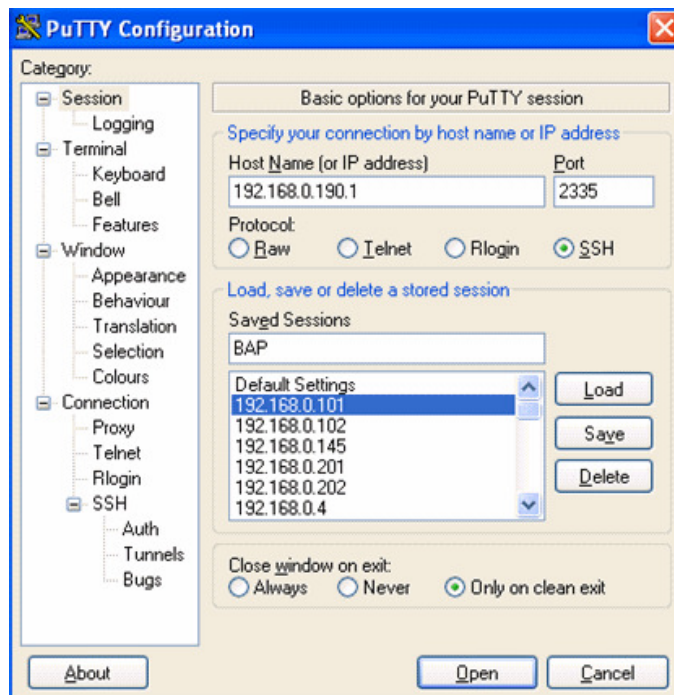 PuTTY Configuration
Category:
Session
Logging
Terminal
Keyboard
Bell
Features
Window
Appearance
Behaviour
Translation
Selection
Colours
Connection
Proxy
Telnet
Rlogin
SSH
Auth
Tunnels
Bugs
Basic options for your PuTTY session
Specify your connection by host name or IP address
Host Name (or IP address) Port
192.168.0.190.1 2335
Protocol:
Raw Telnet Rlogin SSH
Load, save or delete a stored session
Saved Sessions
BAP
Default Settings
192.168.0.101
192.168.0.102
192.168.0.145
192.168.0.201
192.168.0.202
192.168.0.4
Load
Save
Delete
Close window on exit:
Always Never Only on clean exit
About Open Cancel